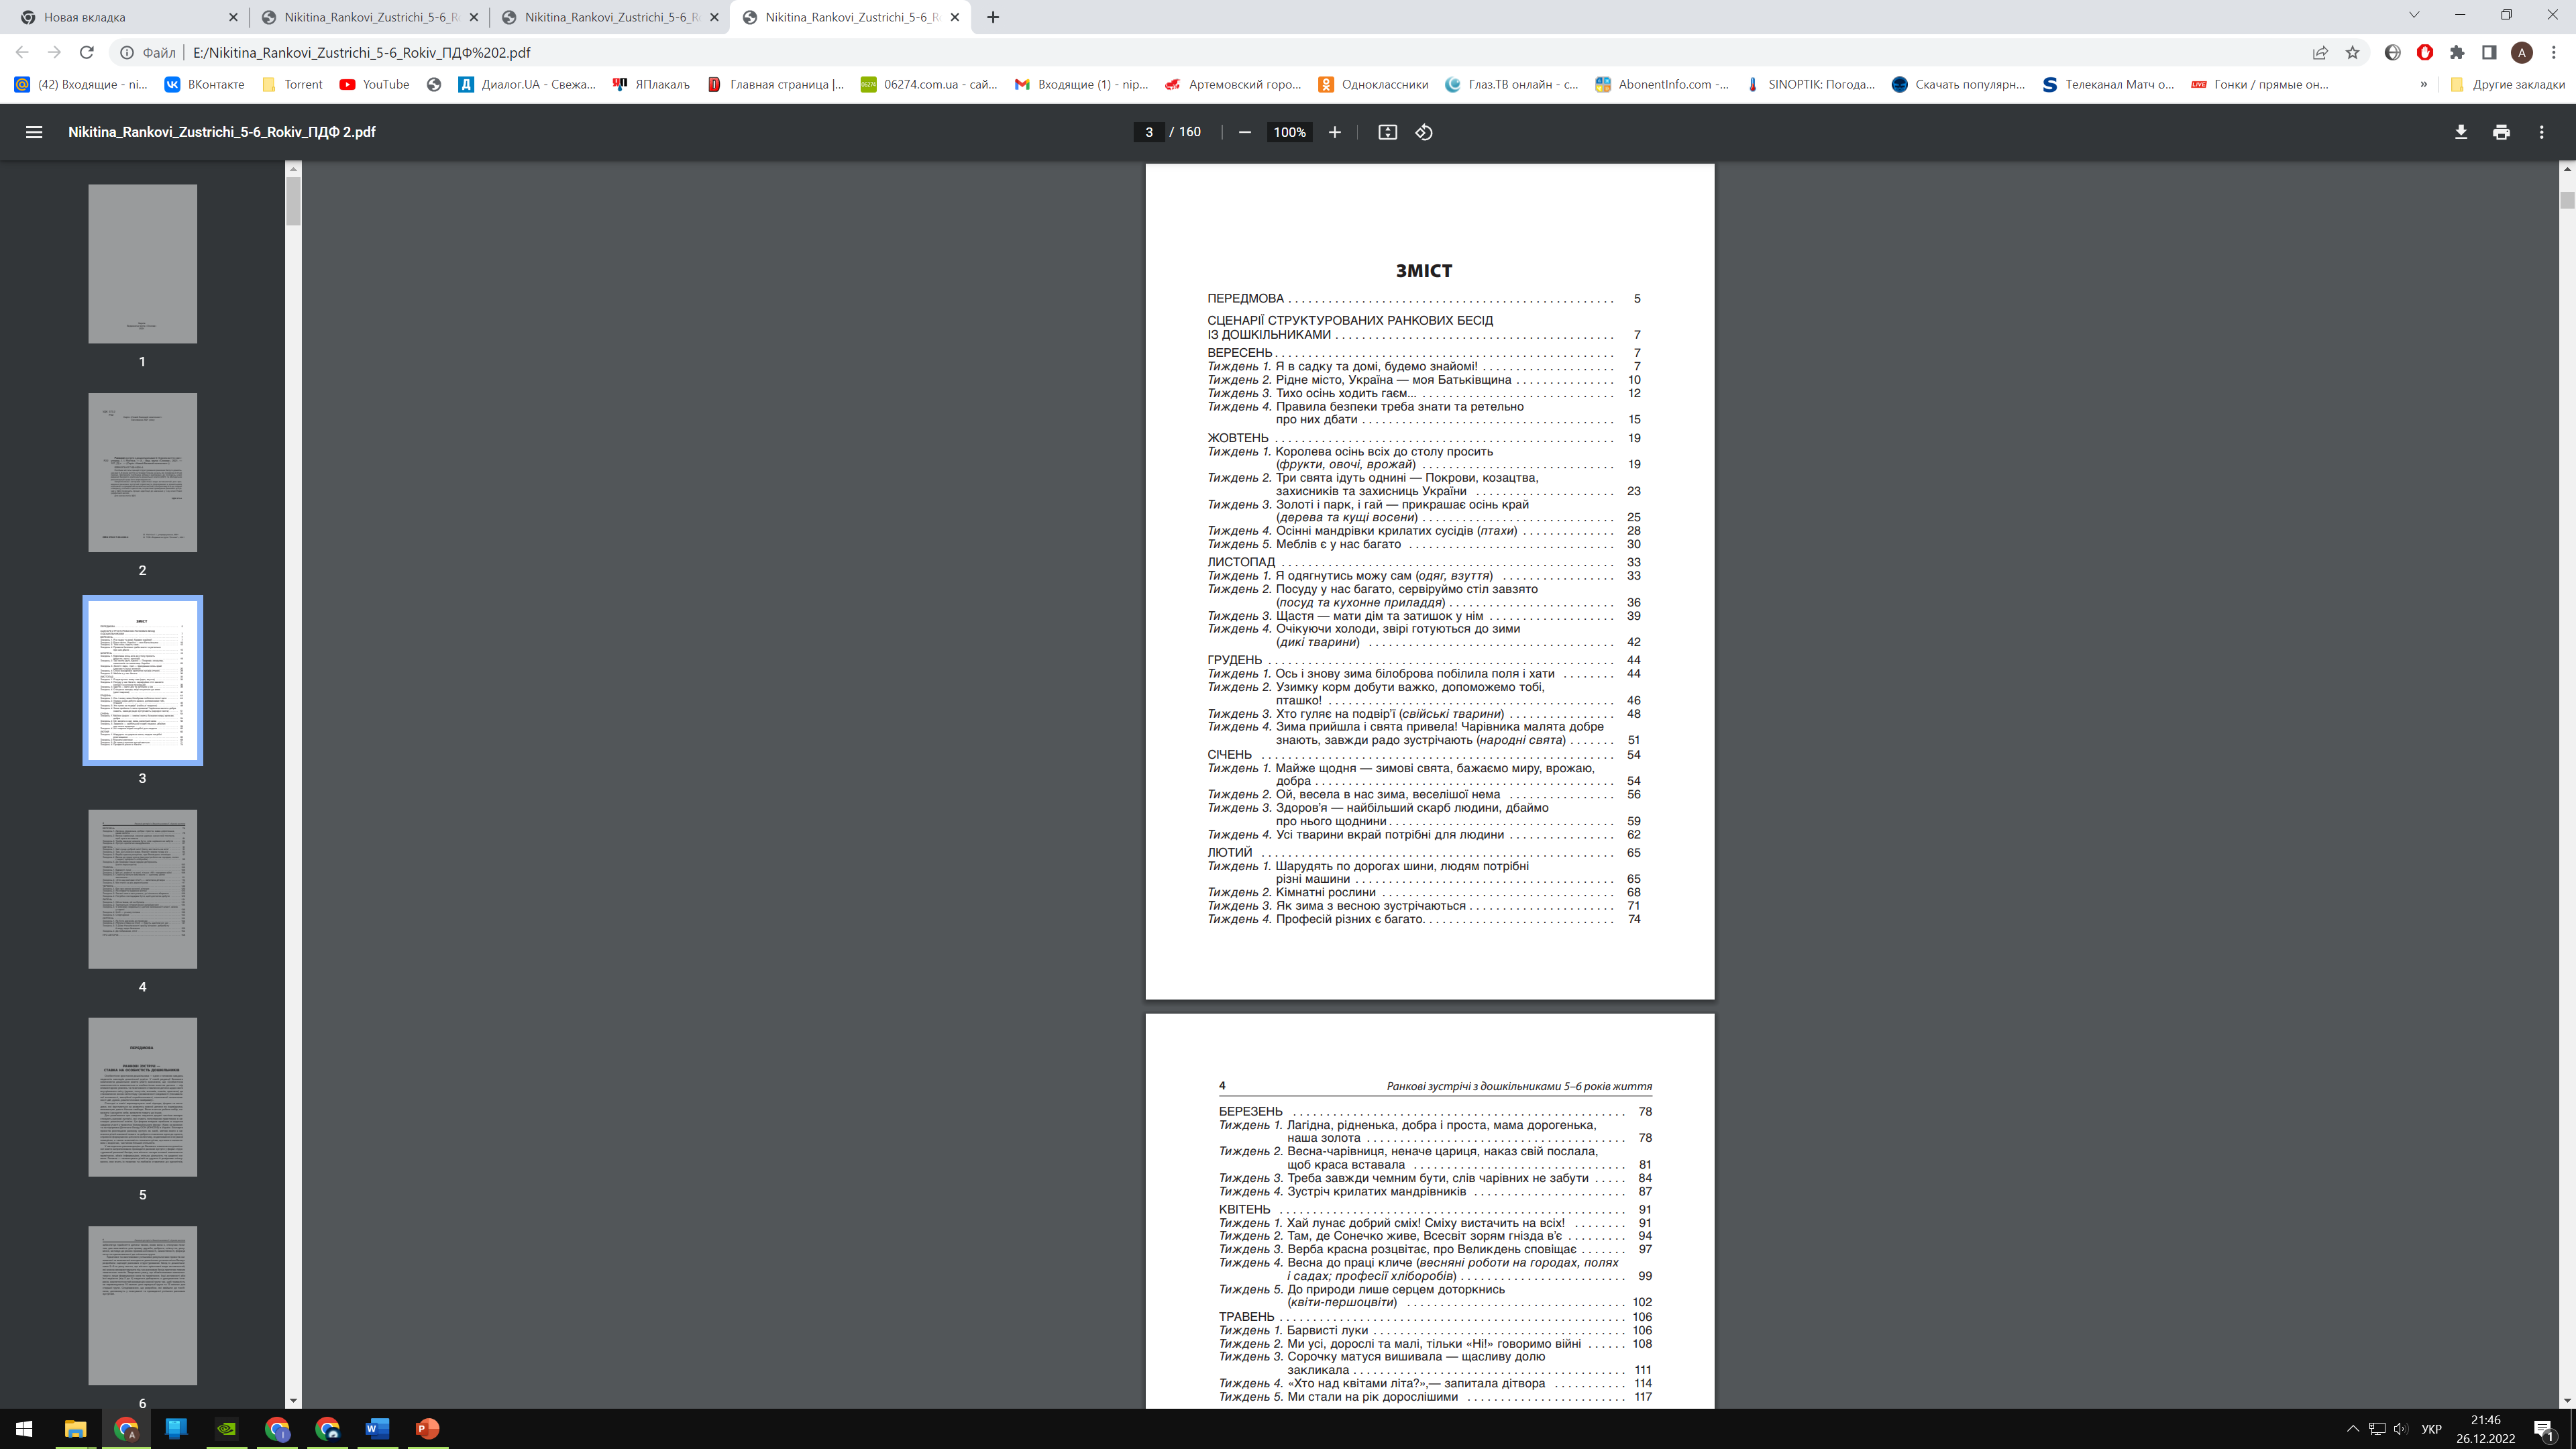 Новая вкладка
Nikitina_Rankovi_Zustrichi_5-6_R
Nikitina_Rankovi_Zustrichi_5-6_R
Nikitina_Rankovi_Zustrichi_5-6_R
Файл | E:/Nikitina_Rankovi_Zustrichi_5-6_Rokiv_ПДФ%202.pdf
A
(42) Входящие - ni...
ВКонтакте
Torrent
YouTube
Диалог.UA - Свежа...
ЯПлакалъ
Главная страница |...
06274.com.ua - сай...
Входящие (1) - nip...
Артемовский горо...
Одноклассники
Глаз.ТВ онлайн - с...
AbonentInfo.com -...
SINOPTIK: Погода...
Скачать популярн...
Телеканал Матч о...
Гонки / прямые он...
»
Другие закладки
Nikitina_Rankovi_Zustrichi_5-6_Rokiv_ПДФ 2.pdf
3 / 160
100%
1
2
3
4
5
6
ЗМІСТ
ПЕРЕДМОВА . . . . . 5
СЦЕНАРІЇ СТРУКТУРОВАНИХ РАНКОВИХ БЕСІД
ІЗ ДОШКІЛЬНИКАМИ . . . . . 7
ВЕРЕСЕНЬ . . . . . 7
Тиждень 1. Я в садку та домі, будемо знайомі! . . . . . 7
Тиждень 2. Рідне місто, Україна — моя Батьківщина . . . . . 10
Тиждень 3. Тихо осінь ходить гаєм... . . . . . 12
Тиждень 4. Правила безпеки треба знати та ретельно
про них дбати . . . . . 15
ЖОВТЕНЬ . . . . . 19
Тиждень 1. Королева осінь всіх до столу просить
(фрукти, овочі, врожай) . . . . . 19
Тиждень 2. Три свята ідуть однині — Покрови, козацтва,
захисників та захисниць України . . . . . 23
Тиждень 3. Золоті і парк, і гай — прикрашає осінь край
(дерева та кущі восени) . . . . . 25
Тиждень 4. Осінні мандрівки крилатих сусідів (птахи) . . . . . 28
Тиждень 5. Меблів є у нас багато . . . . . 30
ЛИСТОПАД . . . . . 33
Тиждень 1. Я одягнутись можу сам (одяг, взуття) . . . . . 33
Тиждень 2. Посуду у нас багато, сервіруймо стіл завзято
(посуд та кухонне приладдя) . . . . . 36
Тиждень 3. Щастя — мати дім та затишок у нім . . . . . 39
Тиждень 4. Очікуючи холоди, звірі готуються до зими
(дикі тварини) . . . . . 42
ГРУДЕНЬ . . . . . 44
Тиждень 1. Ось і знову зима білоброва побілила поля і хати . . . . . 44
Тиждень 2. Узимку корм добути важко, допоможемо тобі,
пташко! . . . . . 46
Тиждень 3. Хто гуляє на подвір'ї (свійські тварини) . . . . . 48
Тиждень 4. Зима прийшла і свята привела! Чарівника малята добре
знають, завжди радо зустрічають (народні свята) . . . . . 51
СІЧЕНЬ . . . . . 54
Тиждень 1. Майже щодня — зимові свята, бажаємо миру, врожаю,
добра . . . . . 54
Тиждень 2. Ой, весела в нас зима, веселішої нема . . . . . 56
Тиждень 3. Здоров'я — найбільший скарб людини, дбаймо
про нього щоднини . . . . . 59
Тиждень 4. Усі тварини вкрай потрібні для людини . . . . . 62
ЛЮТИЙ . . . . . 65
Тиждень 1. Шарудять по дорогах шини, людям потрібні
різні машини . . . . . 65
Тиждень 2. Кімнатні рослини . . . . . 68
Тиждень 3. Як зима з весною зустрічаються . . . . . 71
Тиждень 4. Професій різних є багато . . . . . 74
4 Ранкові зустрічі з дошкільниками 5–6 років життя
БЕРЕЗЕНЬ . . . . . 78
Тиждень 1. Лагідна, рідненька, добра і проста, мама дорогенька,
наша золота . . . . . 78
Тиждень 2. Весна-чарівниця, неначе цариця, наказ свій послала,
щоб краса вставала . . . . . 81
Тиждень 3. Треба завжди чемним бути, слів чарівних не забути . . . . . 84
Тиждень 4. Зустріч крилатих мандрівників . . . . . 87
КВІТЕНЬ . . . . . 91
Тиждень 1. Хай лунає добрий сміх! Сміху вистачить на всіх! . . . . . 91
Тиждень 2. Там, де Сонечко живе, Всесвіт зорям гнізда в'є . . . . . 94
Тиждень 3. Верба красна розцвітає, про Великдень сповіщає . . . . . 97
Тиждень 4. Весна до праці кличе (весняні роботи на городах, полях
і садах; професії хліборобів) . . . . . 99
Тиждень 5. До природи лише серцем доторкнись
(квіти-першоцвіти) . . . . . 102
ТРАВЕНЬ . . . . . 106
Тиждень 1. Барвисті луки . . . . . 106
Тиждень 2. Ми усі, дорослі та малі, тільки «Ні!» говоримо війні . . . . . 108
Тиждень 3. Сорочку матуся вишивала — щасливу долю
закликала . . . . . 111
Тиждень 4. «Хто над квітами літа?»,— запитала дітвора . . . . . 114
Тиждень 5. Ми стали на рік дорослішими . . . . . 117
УКР
21:46
26.12.2022
1